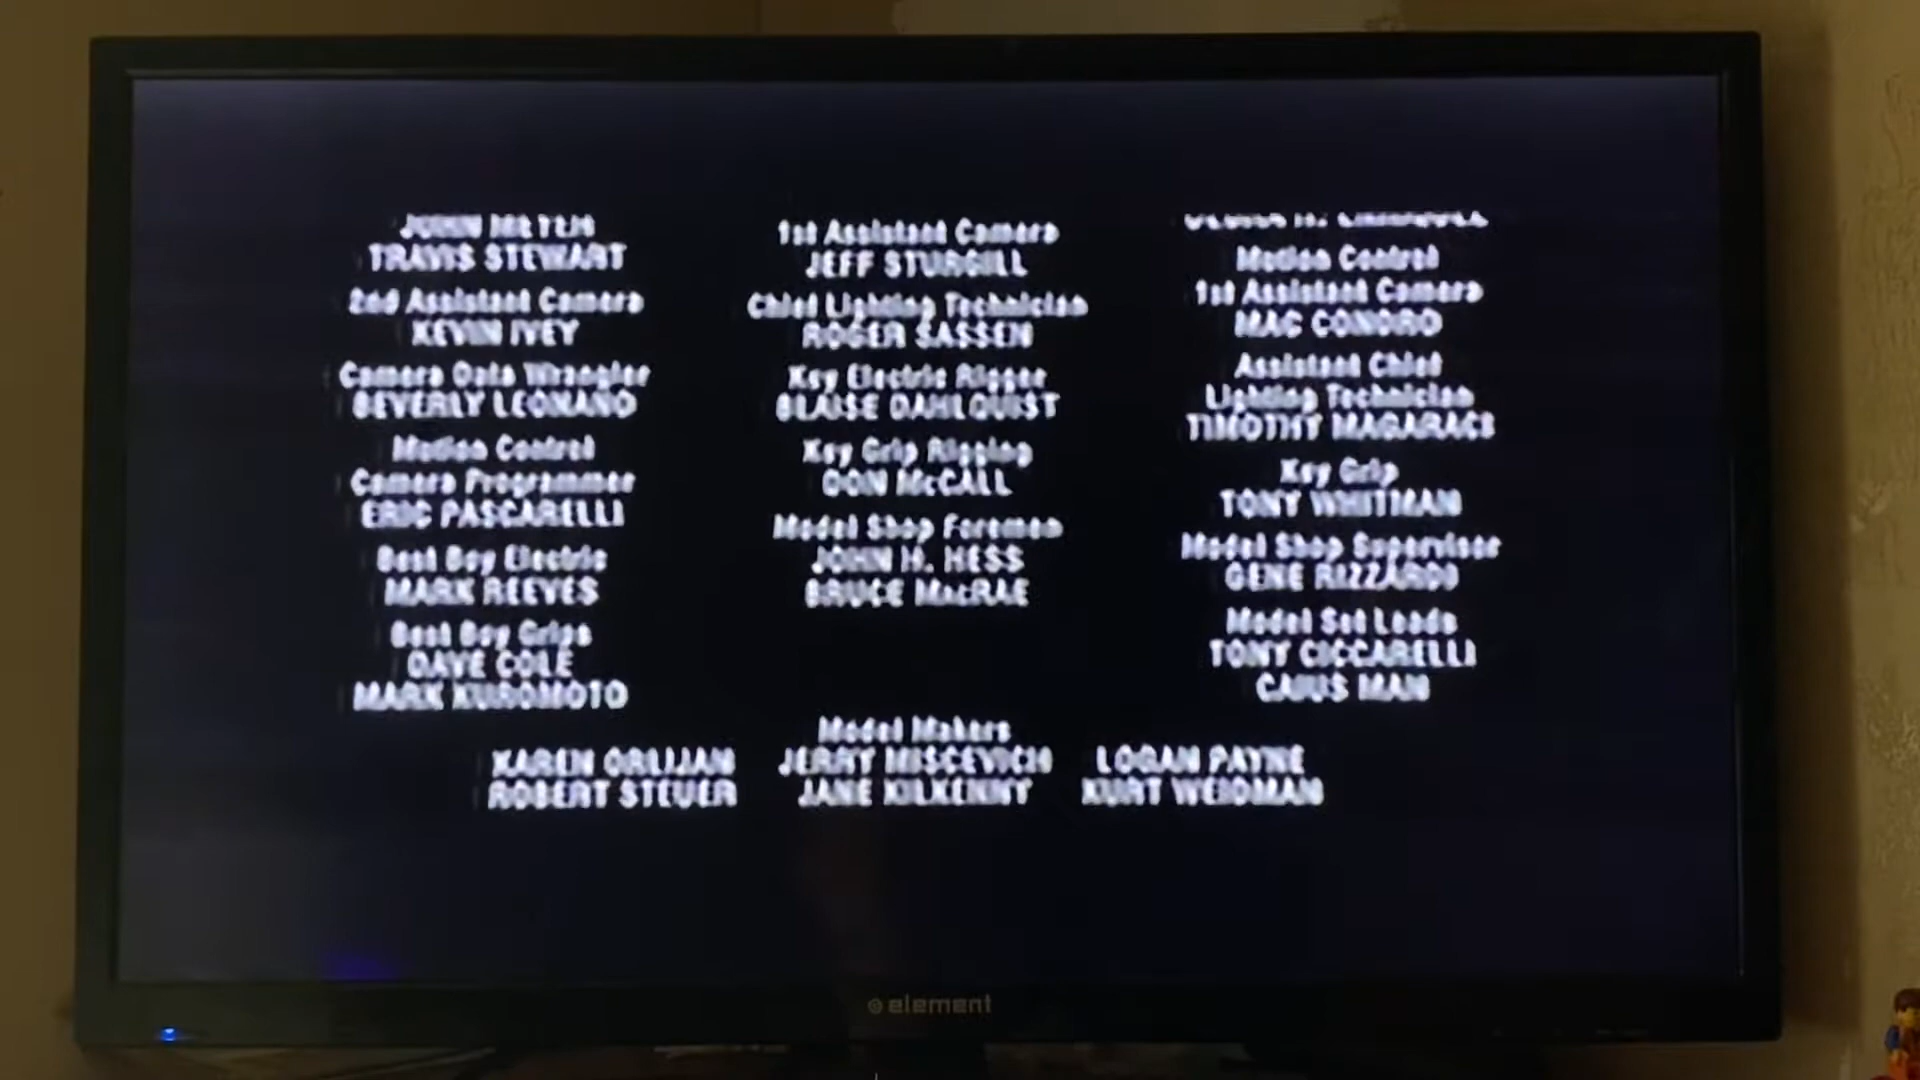 TRAVIS STEWART
2nd Assistant Camera
KEVIN IVEY
Camera Data Wrangler
BEVERLY LEONARD
Motion Control
Camera Programmer
ERIC PASCARELLI
Best Boy Electric
MARK REEVES
Best Boy Grips
DAVE COLE
MARK KUROMOTO
1st Assistant Camera
JEFF STURGILL
Chief Lighting Technician
ROGER SASSEN
Key Electric Rigger
BLAISE DAHLQUIST
Key Grip Rigging
DON McCALL
Model Shop Foremen
JOHN H. HESS
BRUCE MacRAE
Motion Control
1st Assistant Camera
MAC CONDRO
Assistant Chief
Lighting Technician
TIMOTHY MAGARACI
Key Grip
TONY WHITMAN
Model Shop Supervisor
GENE RIZZARDI
Model Set Leads
TONY CICCARELLI
CAIUS MAN
Model Makers
KAREN ORLIJAN JERRY MISCEVICH LOGAN PAYNE
ROBERT STEUER JANE KILKENNY KURT WEIDMAN
element